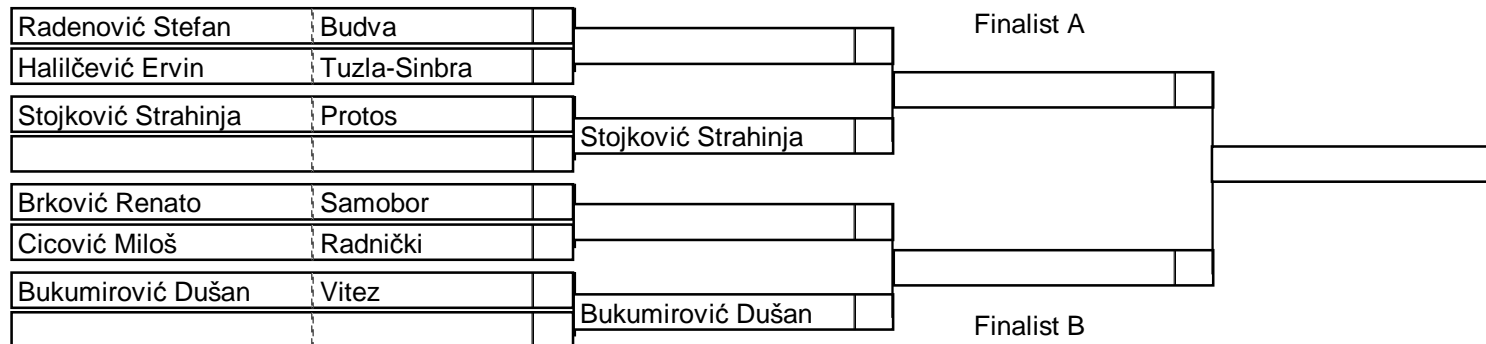 Radenović Stefan Budva Finalist A
Halilčević Ervin Tuzla-Sinbra
Stojković Strahinja Protos
Stojković Strahinja
Brković Renato Samobor
Cicović Miloš Radnički
Bukumirović Dušan Vitez
Bukumirović Dušan Finalist B